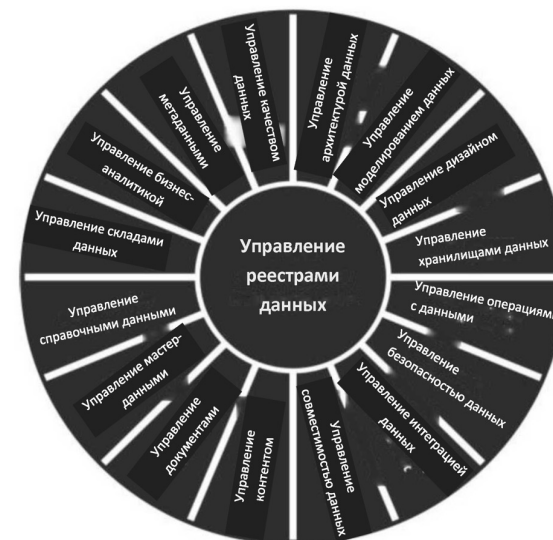 Управление
реестрами
данных
Управление
архитектурой данных
Управление
моделированием данных
Управление дизайном
данных
Управление
хранилищами данных
Управление операциями
с данными
Управление
безопасностью данных
Управление интеграцией
данных
Управление
совместимостью данных
Управление
контентом
Управление
документами
Управление мастер-
данными
Управление
справочными данными
Управление складами
данных
Управление бизнес-
аналитикой
Управление
метаданными
Управление качеством
данных